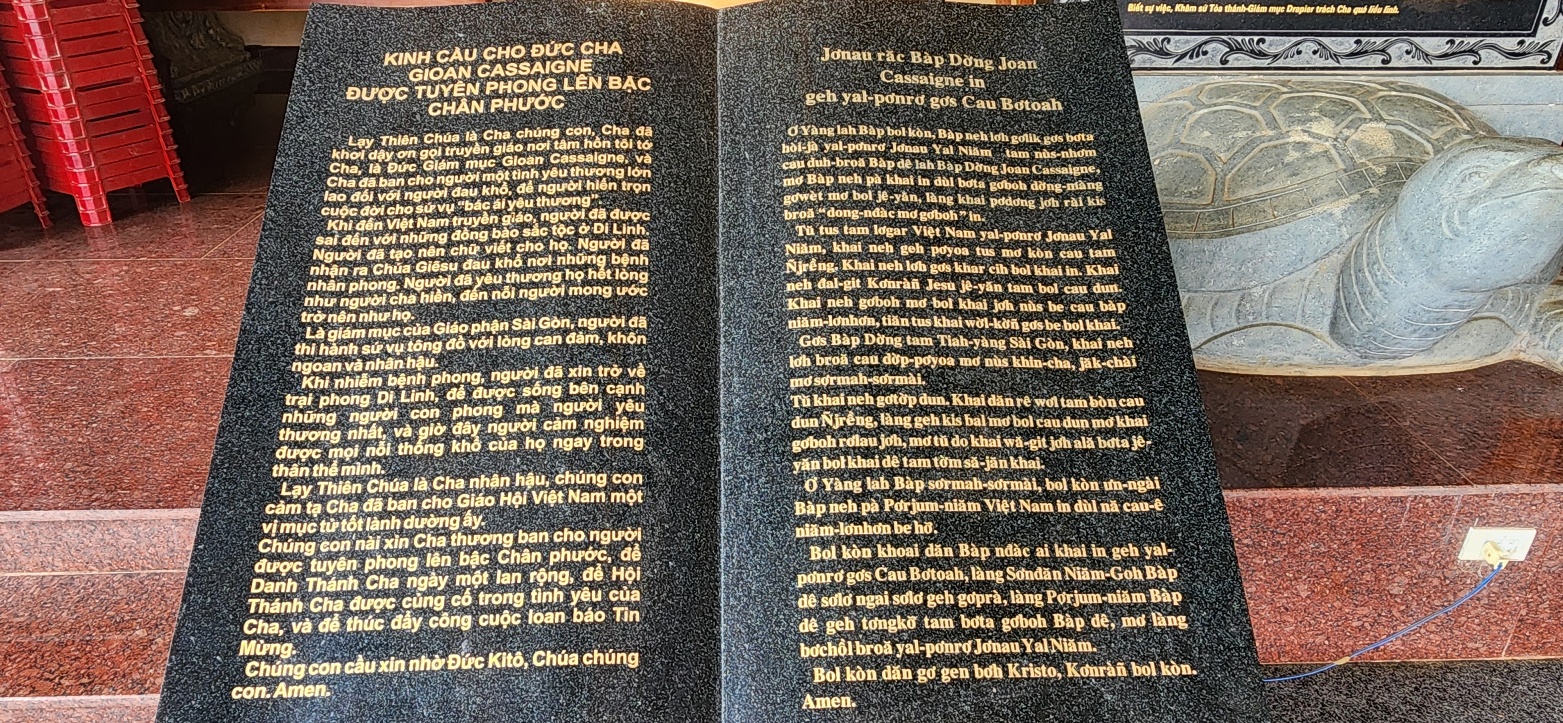 Biết sự việc, Khâm sứ Tòa thánh-Giám mục Drapier trách Cha quá liều lĩnh.
KINH CẦU CHO ĐỨC CHA
GIOAN CASSAIGNE
ĐƯỢC TUYÊN PHONG LÊN BẬC
CHÂN PHƯỚC
Lạy Thiên Chúa là Cha chúng con, Cha đã
khơi dậy ơn gọi truyền giáo nơi tâm hồn tôi tớ
Cha, là Đức Giám mục Gioan Cassaigne, và
Cha đã ban cho người một tình yêu thương lớn
lao đối với người đau khổ, để người hiến trọn
cuộc đời cho sứ vụ "bác ái yêu thương".
Khi đến Việt Nam truyền giáo, người đã được
sai đến với những đồng bào sắc tộc ở Di Linh.
Người đã tạo nên chữ viết cho họ. Người đã
nhận ra Chúa Giêsu đau khổ nơi những bệnh
nhân phong. Người đã yêu thương họ hết lòng
như người cha hiền, đến nỗi người mong ước
trở nên như họ.
Là giám mục của Giáo phận Sài Gòn, người đã
thi hành sứ vụ tông đồ với lòng can đảm, khôn
ngoan và nhân hậu.
Khi nhiễm bệnh phong, người đã xin trở về
trại phong Di Linh, để được sống bên cạnh
những người con phong mà người yêu
thương nhất, và giờ đây người cảm nghiệm
được mọi nỗi thống khổ của họ ngay trong
thân thể mình.
Lạy Thiên Chúa là Cha nhân hậu, chúng con
cảm tạ Cha đã ban cho Giáo Hội Việt Nam một
vị mục tử tốt lành dường ấy.
Chúng con nài xin Cha thương ban cho người
được tuyên phong lên bậc Chân phước, để
Danh Thánh Cha ngày một lan rộng, để Hội
Thánh Cha được củng cố trong tình yêu của
Cha, và để thúc đẩy công cuộc loan báo Tin
Mừng.
Chúng con cầu xin nhờ Đức Kitô, Chúa chúng
con. Amen.
Jơnau răc Bàp Dờng Joan
Cassaigne in
geh yal-pơnrơ gơs Cau Bơtoah
Ơ Yàng lah Bàp bol kòn, Bàp neh lơh gơlik gơs bơta
hòi-jà yal-pơnrơ Jơnau Yal Niăm tam nùs-nhơm
cau duh-broă Bàp dê lah Bàp Dờng Joan Cassaigne,
mơ Bàp neh pà khai in dùl bơta gơboh dờng-màng
gơwèt mơ bol jê-yăn, làng khai pơdơng jơh rài kis
broă "dong-ndàc mơ gơboh" in.
Tŭ tus tam lơgar Việt Nam yal-pơnrơ Jơnau Yal
Niăm, khai neh geh pơyoa tus mơ kòn cau tam
Njrềng. Khai neh lơh gơs khar cih bol khai in. Khai
neh đal-git Kơnràñ Jesu jê-yăn tam bol cau dun.
Khai neh gơboh mơ bol khai jơh nùs be cau bàp
niăm-lơnhơn, tiăn tus khai wơl-kơñ gơs be bol khai.
Gơs Bàp Dờng tam Tiah-yàng Sài Gòn, khai neh
lơh broă cau dờp-pơyoa mơ nùs khin-cha, jăk-chài
mơ sơrmah-sơrmài.
Tŭ khai neh gơtờp dun. Khai dăn rê wơl tam bòn cau
dun Ñjrềng, làng geh kis bal mơ bol cau dun mơ khai
gơboh rơlau jơh, mơ tŭ do khai wă-git jơh ală bơta jê-
yăn bol khai dê tam tờm să-jăn khai.
Ơ Yàng lah Bàp sơrmah-sơrmài, bol kòn ưn-ngài
Bàp neh pà Pơrjum-niăm Việt Nam in dùl nă cau-ê
niăm-lơnhơn be hơ̆.
Bol kòn khoai dăn Bàp ndàc ai khai in geh yal-
pơnrơ gơs Cau Bơtoah, làng Sơndăn Niăm-Goh Bàp
dê sơlơ ngai sơlơ geh gơprà, làng Pơrjum-niăm Bàp
dê geh tơngkơ̆ tam bơta gơboh Bàp dê, mơ làng
bơchồl broă yal-pơnrơ Jơnau Yal Niăm.
Bol kòn dăn gơ gen bơh Kristo, Kơnràñ bol kòn.
Amen.